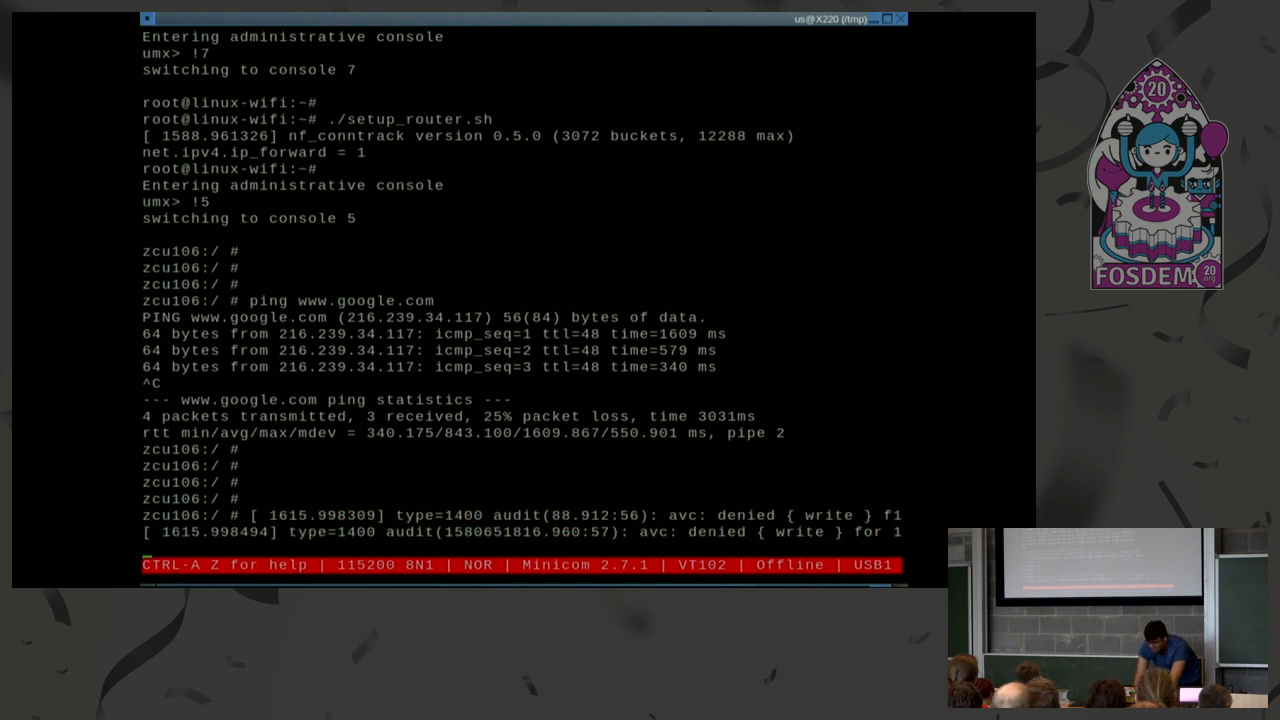 us@X220 (/tmp)
Entering administrative console
umx> !7
switching to console 7
root@linux-wifi:~#
root@linux-wifi:~# ./setup_router.sh
[ 1588.961326] nf_conntrack version 0.5.0 (3072 buckets, 12288 max)
net.ipv4.ip_forward = 1
root@linux-wifi:~#
Entering administrative console
umx> !5
switching to console 5
zcu106:/ #
zcu106:/ #
zcu106:/ #
zcu106:/ # ping www.google.com
PING www.google.com (216.239.34.117) 56(84) bytes of data.
64 bytes from 216.239.34.117: icmp_seq=1 ttl=48 time=1609 ms
64 bytes from 216.239.34.117: icmp_seq=2 ttl=48 time=579 ms
64 bytes from 216.239.34.117: icmp_seq=3 ttl=48 time=340 ms
^C
--- www.google.com ping statistics ---
4 packets transmitted, 3 received, 25% packet loss, time 3031ms
rtt min/avg/max/mdev = 340.175/843.100/1609.867/550.901 ms, pipe 2
zcu106:/ #
zcu106:/ #
zcu106:/ #
zcu106:/ #
zcu106:/ # [ 1615.998309] type=1400 audit(88.912:56): avc: denied { write } f1
[ 1615.998494] type=1400 audit(1580651816.960:57): avc: denied { write } for 1
CTRL-A Z for help | 115200 8N1 | NOR | Minicom 2.7.1 | VT102 | Offline | USB1
20
FOSDEM
20
.org